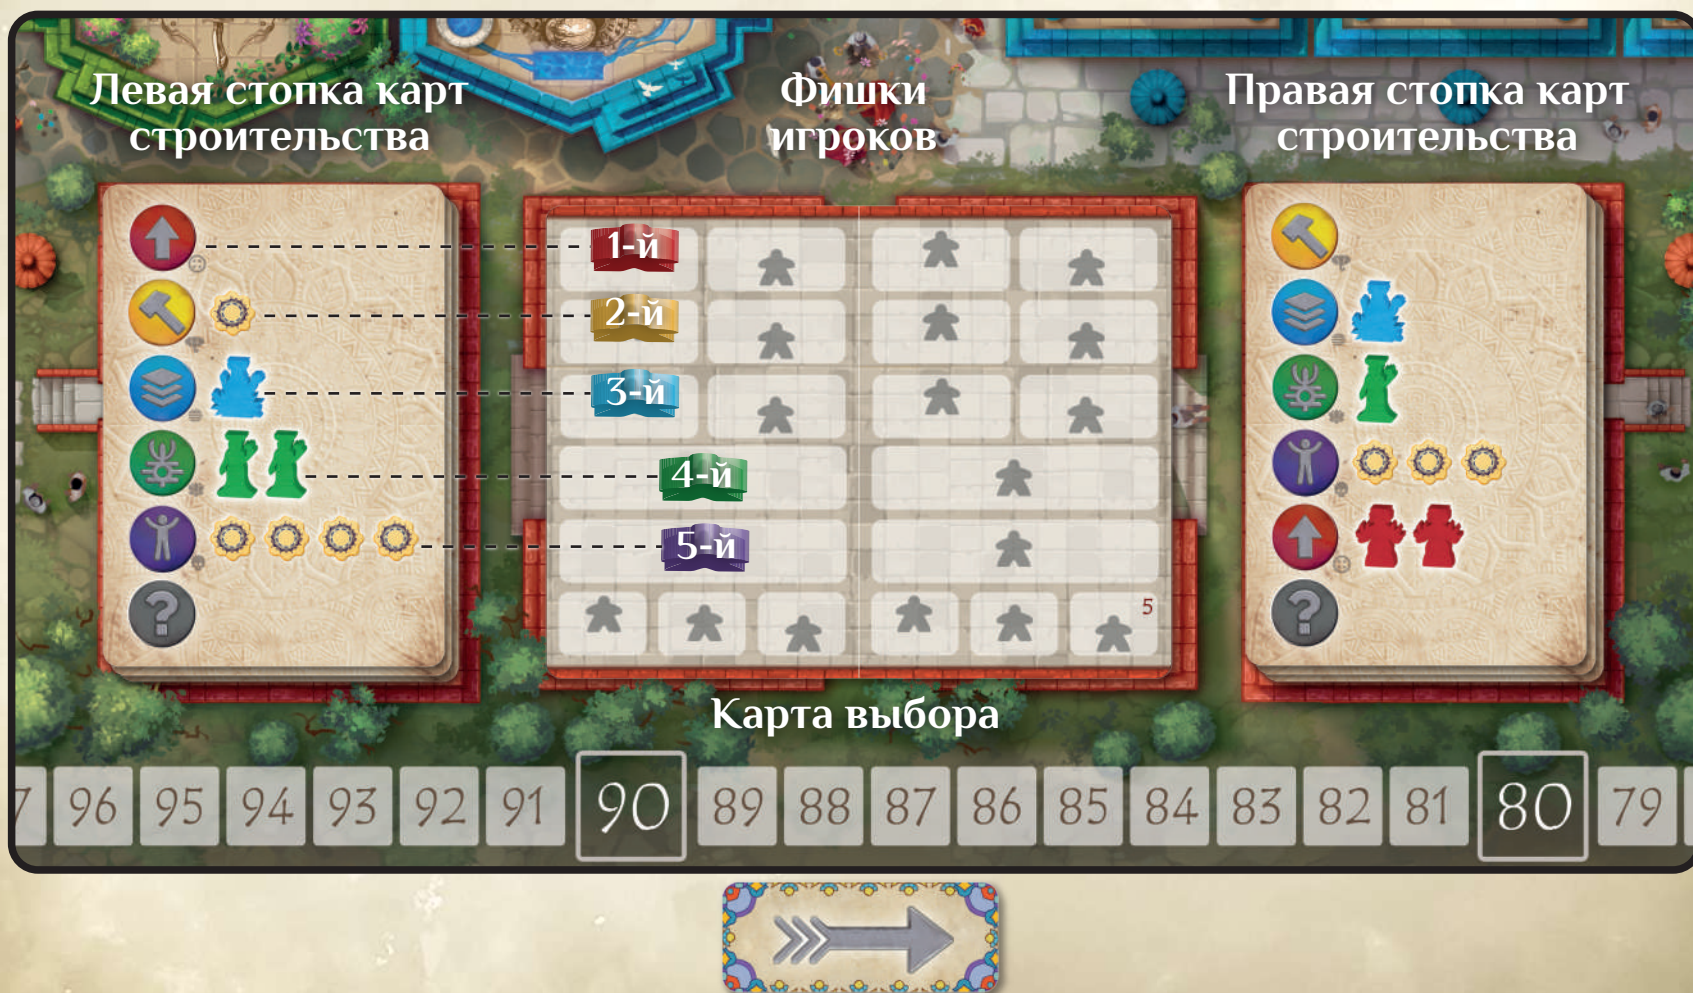 Левая стопка карт
строительства
Фишки
игроков
Правая стопка карт
строительства
1-й
2-й
3-й
4-й
5-й
?
?
5
Карта выбора
7 96 95 94 93 92 91 90 89 88 87 86 85 84 83 82 81 80 79